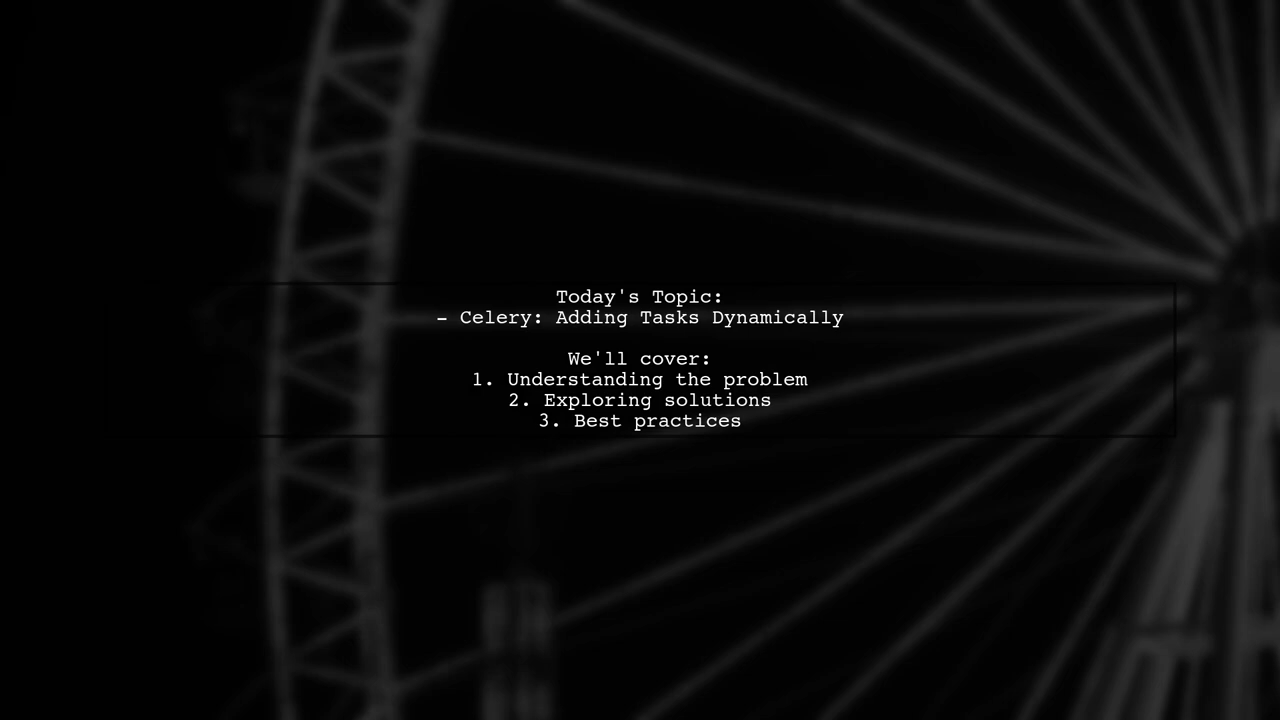 Today's Topic:
- Celery: Adding Tasks Dynamically
We'll cover:
1. Understanding the problem
2. Exploring solutions
3. Best practices